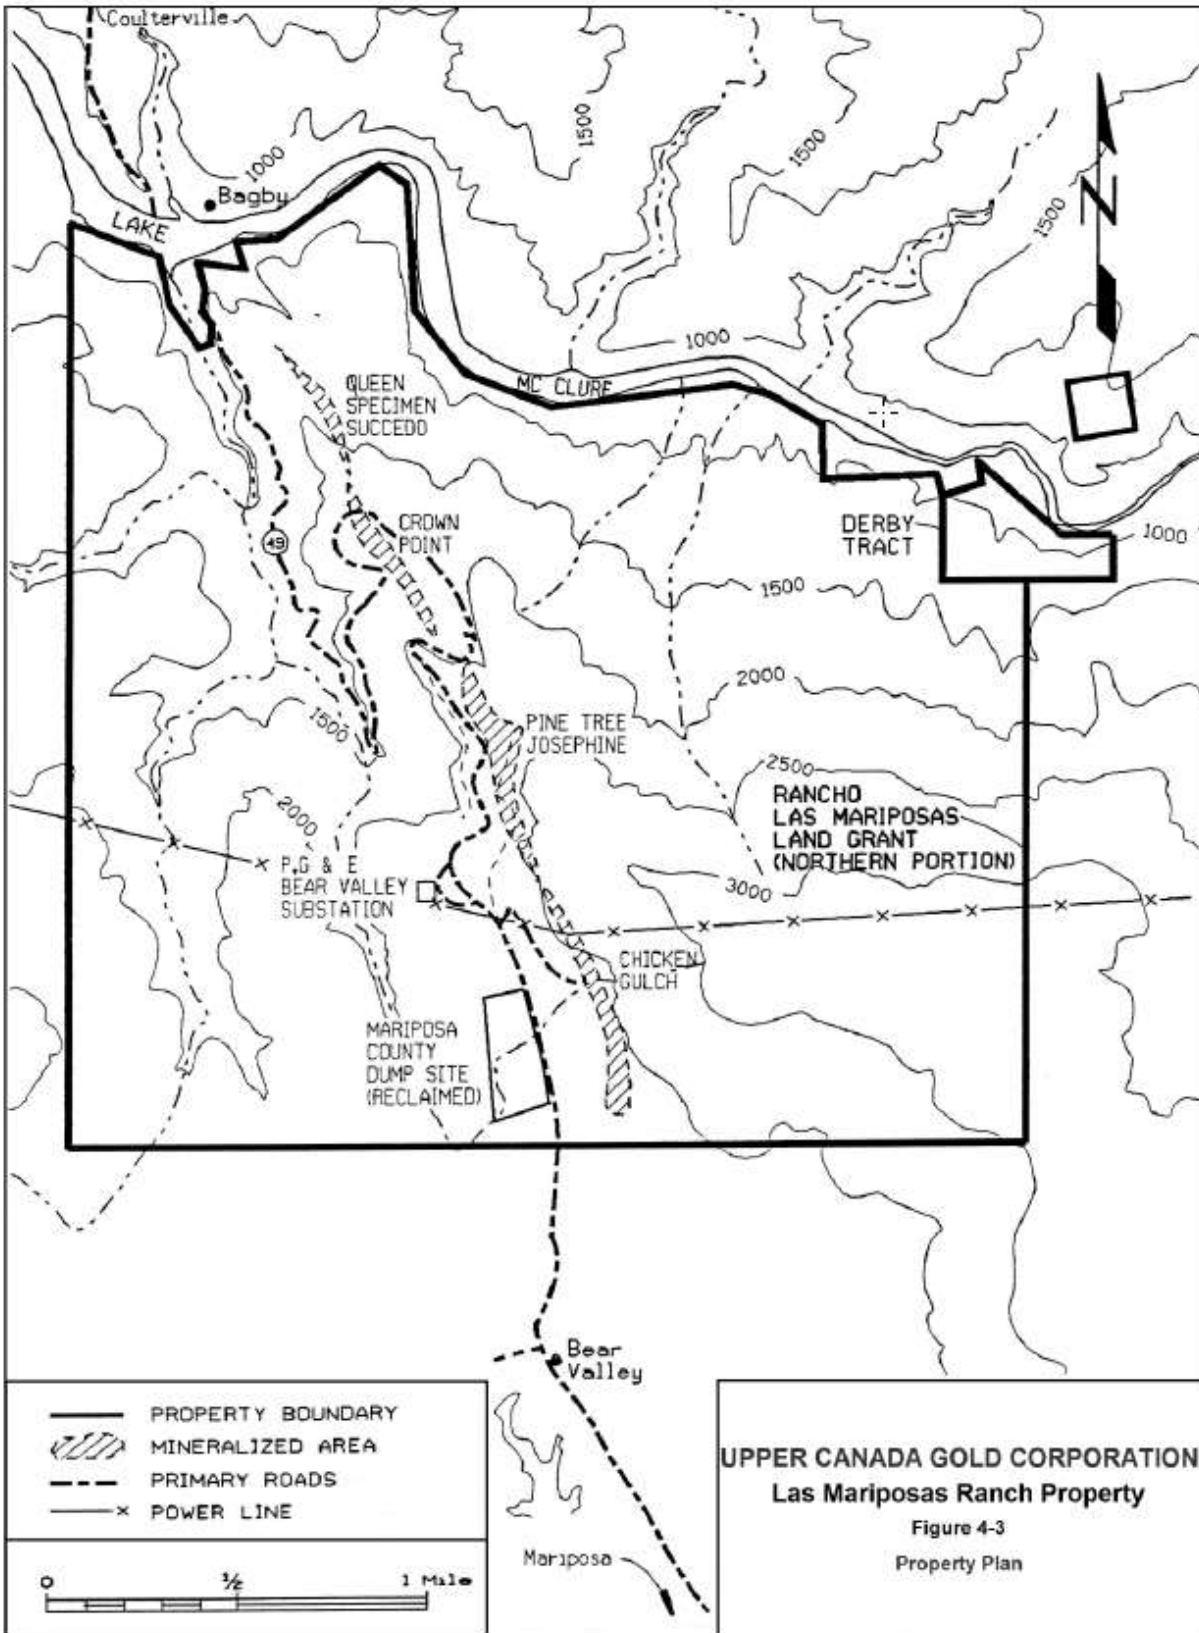 Coulterville
1500
1500
1000
1500
Bagby
N
LAKE
1000
QUEEN
SPECIMEN
SUCCEDO
MC CLURE
CROWN
POINT
49
DERBY
TRACT
1000
1500
2000
1500
PINE TREE
JOSEPHINE
2500
RANCHO
LAS MARIPOSAS
LAND GRANT
(NORTHERN PORTION)
2000
P.G & E
BEAR VALLEY
SUBSTATION
3000
CHICKEN
GULCH
MARIPOSA
COUNTY
DUMP SITE
(RECLAIMED)
Bear
Valley
PROPERTY BOUNDARY
MINERALIZED AREA
PRIMARY ROADS
POWER LINE
0 1/2 1 Mile
Mariposa
UPPER CANADA GOLD CORPORATION
Las Mariposas Ranch Property
Figure 4-3
Property Plan